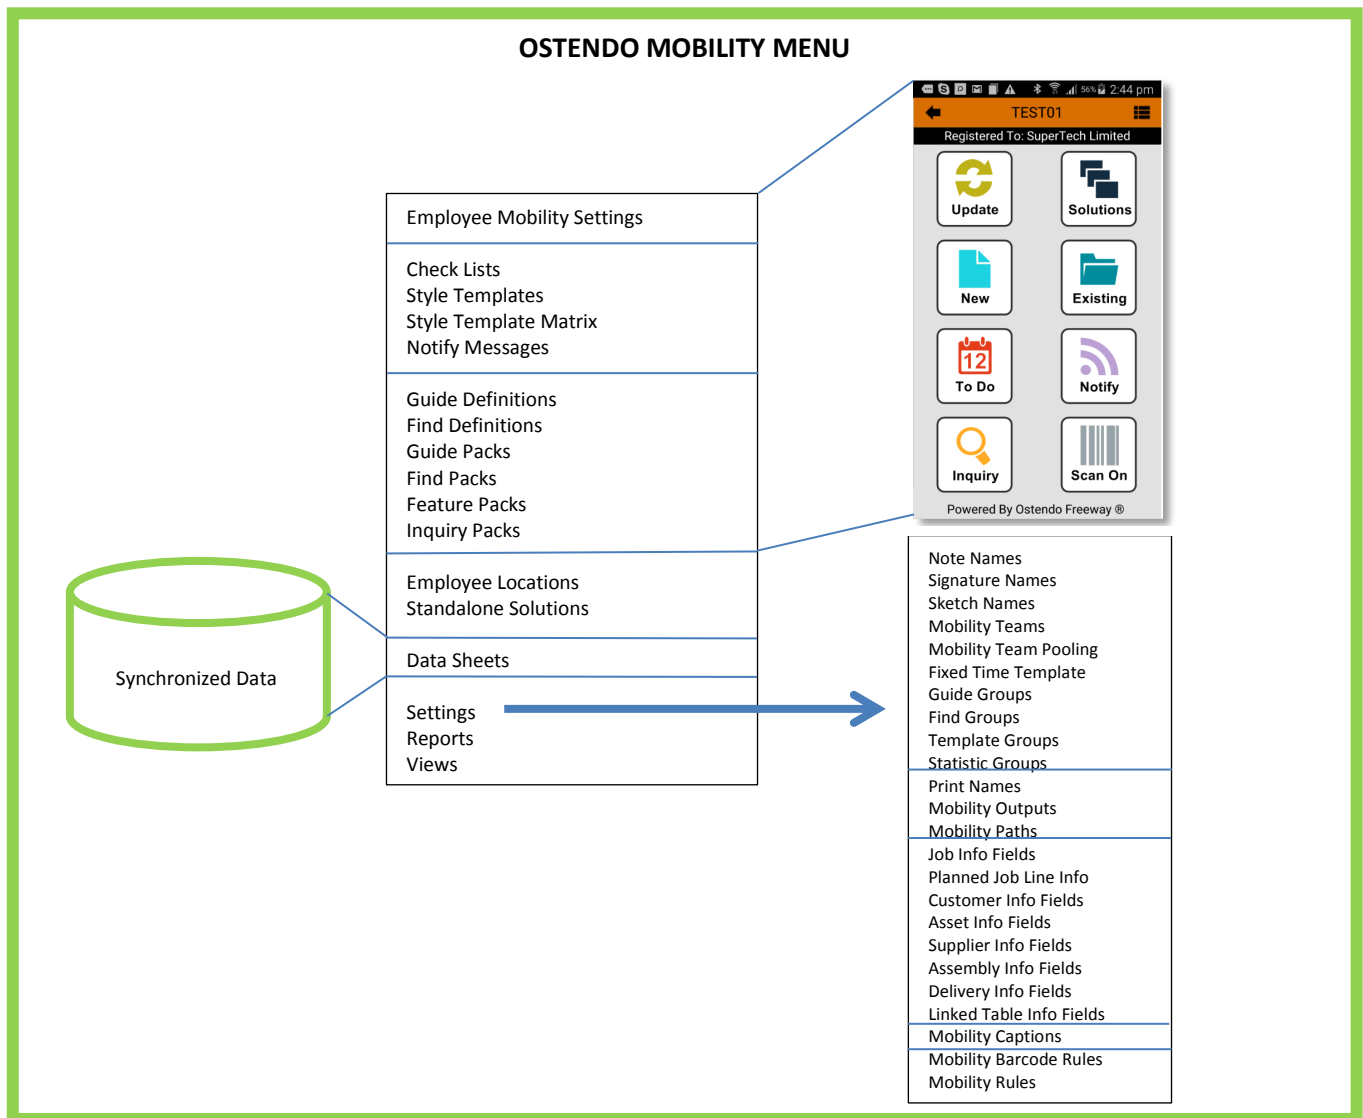 OSTENDO MOBILITY MENU
56% 2:44 pm
TEST01
Registered To: SuperTech Limited
Update
Solutions
New
Existing
12
To Do
Notify
Inquiry
Scan On
Powered By Ostendo Freeway ®
Employee Mobility Settings
Check Lists
Style Templates
Style Template Matrix
Notify Messages
Guide Definitions
Find Definitions
Guide Packs
Find Packs
Feature Packs
Inquiry Packs
Employee Locations
Standalone Solutions
Data Sheets
Settings
Reports
Views
Synchronized Data
Note Names
Signature Names
Sketch Names
Mobility Teams
Mobility Team Pooling
Fixed Time Template
Guide Groups
Find Groups
Template Groups
Statistic Groups
Print Names
Mobility Outputs
Mobility Paths
Job Info Fields
Planned Job Line Info
Customer Info Fields
Asset Info Fields
Supplier Info Fields
Assembly Info Fields
Delivery Info Fields
Linked Table Info Fields
Mobility Captions
Mobility Barcode Rules
Mobility Rules